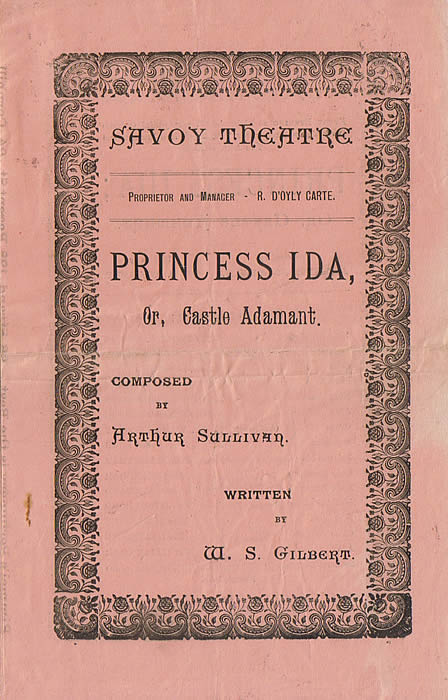 SAVOY THEATRE
PROPRIETOR AND MANAGER - R. D'OYLY CARTE.
PRINCESS IDA,
Or, Castle Adamant.
COMPOSED
BY
ARTHUR SULLIVAN.
WRITTEN
BY
W. S. GILBERT.